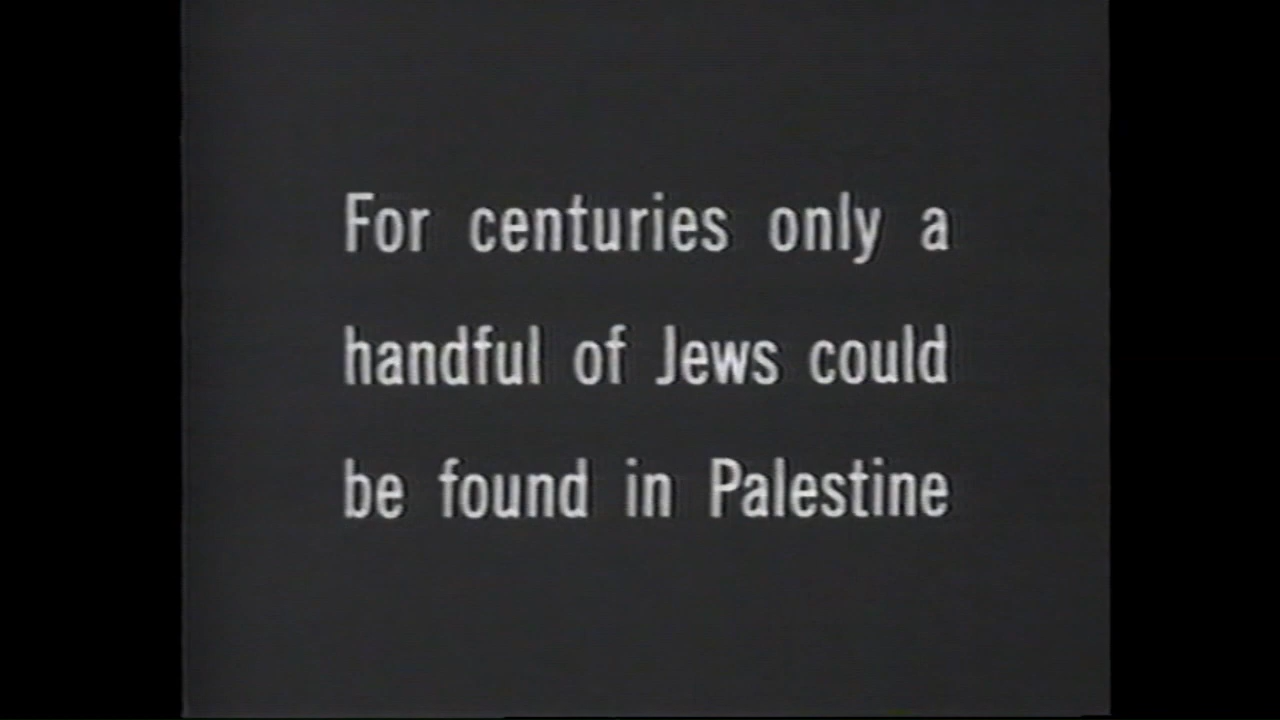 For centuries only a
handful of Jews could
be found in Palestine